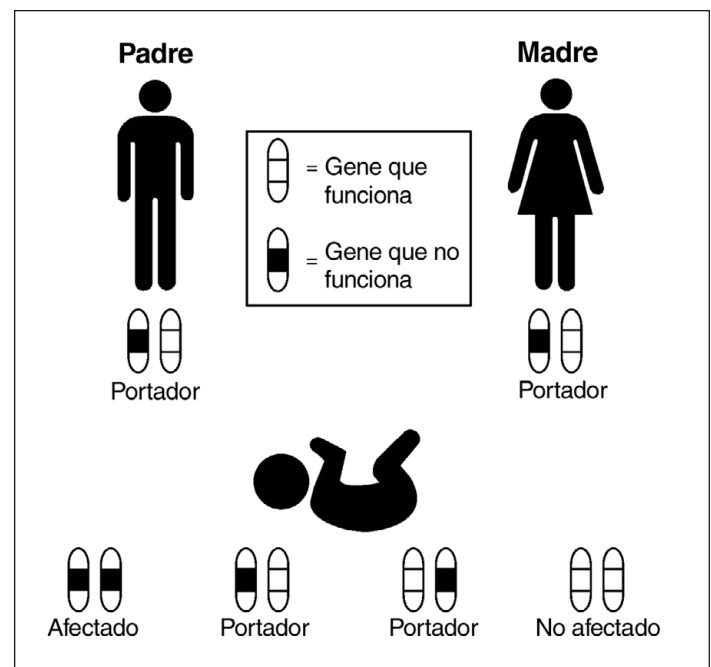 Padre
Madre
= Gene que
funciona
= Gene que no
funciona
Portador
Portador
Afectado
Portador
Portador
No afectado